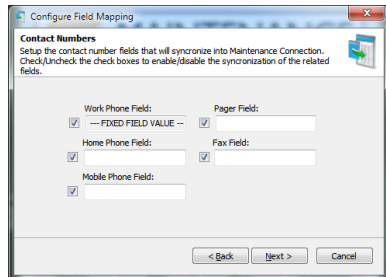 Configure Field Mapping
Contact Numbers
Setup the contact number fields that will syncronize into Maintenance Connection.
Check/Uncheck the check boxes to enable/disable the syncronization of the related
fields.
Work Phone Field:
Pager Field:
--- FIXED FIELD VALUE --
Home Phone Field:
Fax Field:
Mobile Phone Field:
< Back
Next >
Cancel